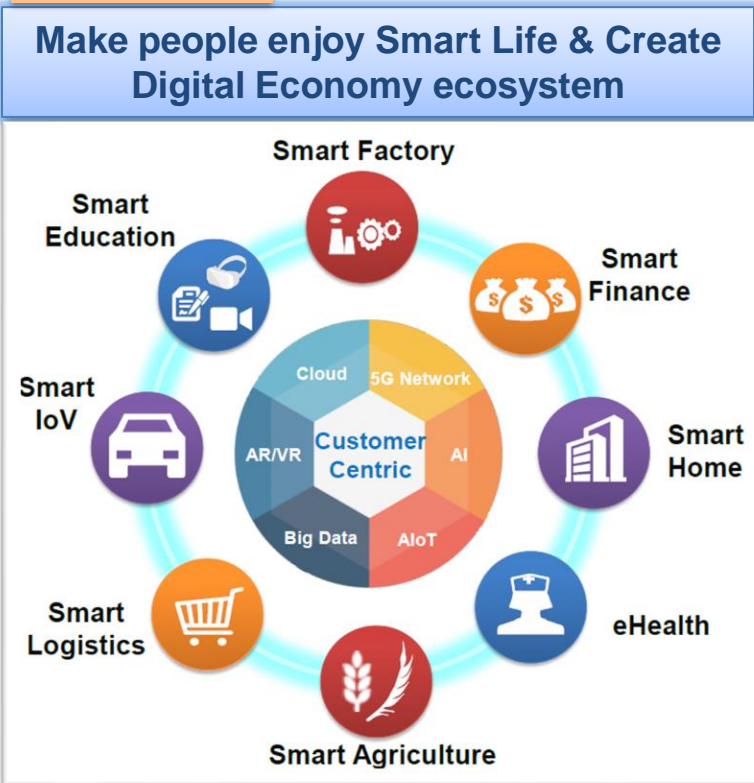 Make people enjoy Smart Life & Create
Digital Economy ecosystem
Smart Factory
Smart
Education
Smart
Finance
Smart
IoV
Cloud
5G Network
AR/VR
Customer
Centric
AI
Big Data
AIoT
Smart
Home
Smart
Logistics
eHealth
Smart Agriculture
$
$
$